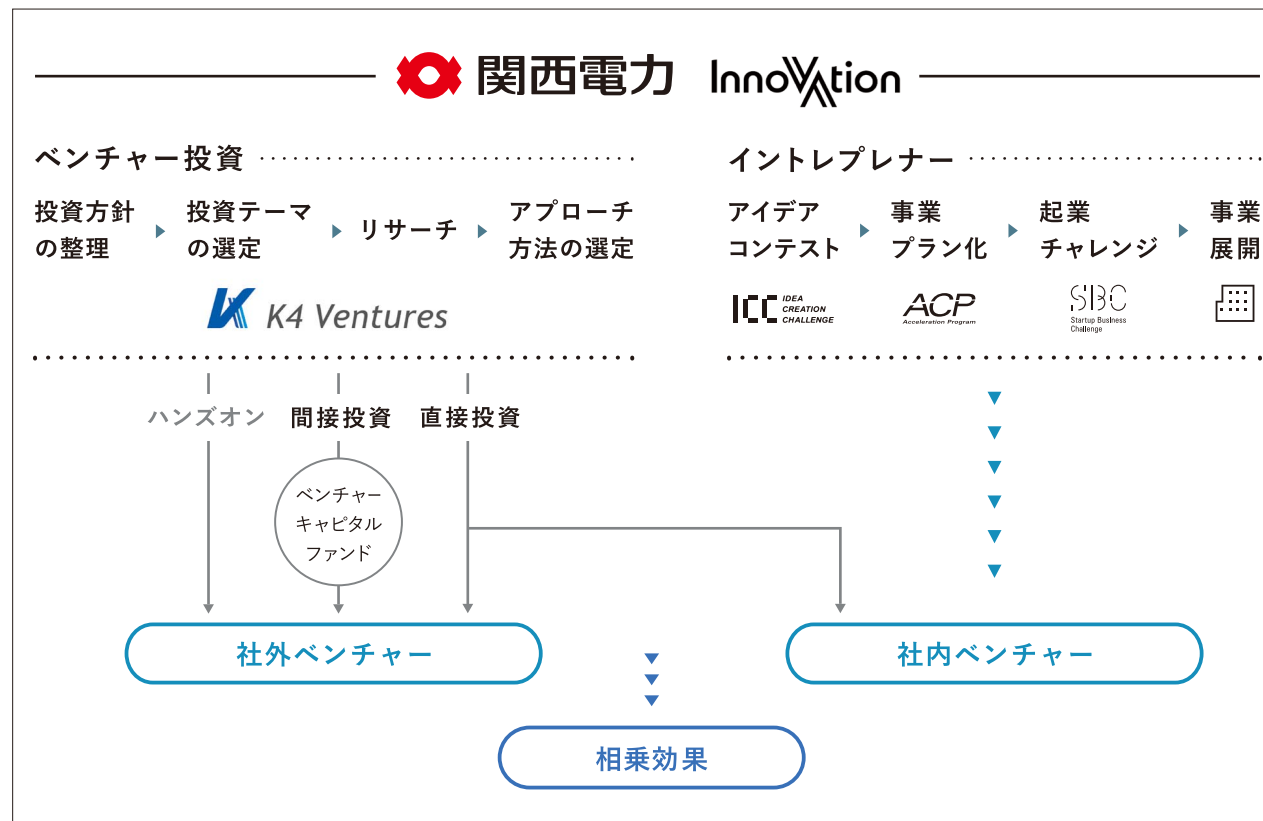 関西電力 InnoVAtion
ベンチャー投資
投資方針
の整理
投資テーマ
の選定
リサーチ
アプローチ
方法の選定
K4 Ventures
イントレプレナー
アイデア
コンテスト
事業
プラン化
起業
チャレンジ
事業
展開
ICC IDEA
CREATION
CHALLENGE
ACP
Acceleration Program
SBC
Startup Business
Challenge
ハンズオン
間接投資
直接投資
ベンチャー
キャピタル
ファンド
社外ベンチャー
社内ベンチャー
相乗効果